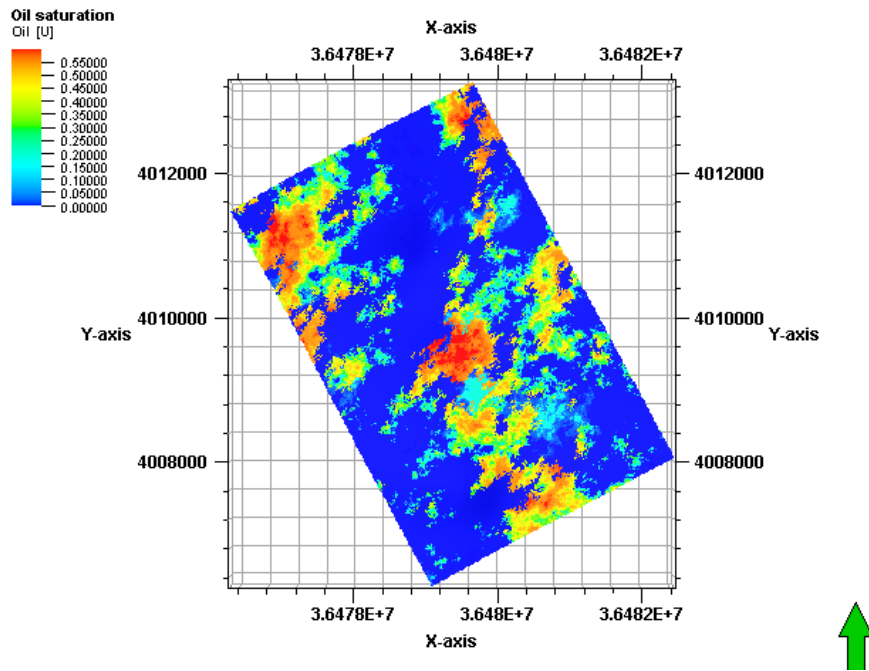 Oil saturation
Oil [U]
0.55000
0.50000
0.45000
0.40000
0.35000
0.30000
0.25000
0.20000
0.15000
0.10000
0.05000
0.00000
X-axis
3.6478E+7 3.648E+7 3.6482E+7
4012000 4012000
4010000 4010000
Y-axis Y-axis
4008000 4008000
3.6478E+7 3.648E+7 3.6482E+7
X-axis